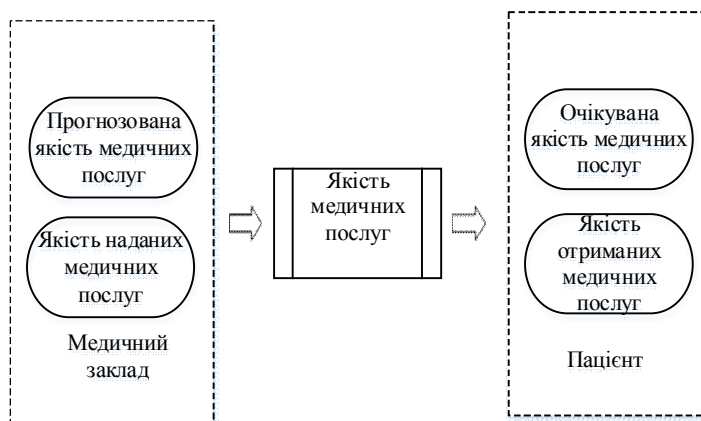 Прогнозована
якість медичних
послуг
Якість наданих
медичних
послуг
Медичний
заклад
Якість
медичних
послуг
Очікувана
якість медичних
послуг
Якість
отриманих
медичних
послуг
Пацієнт